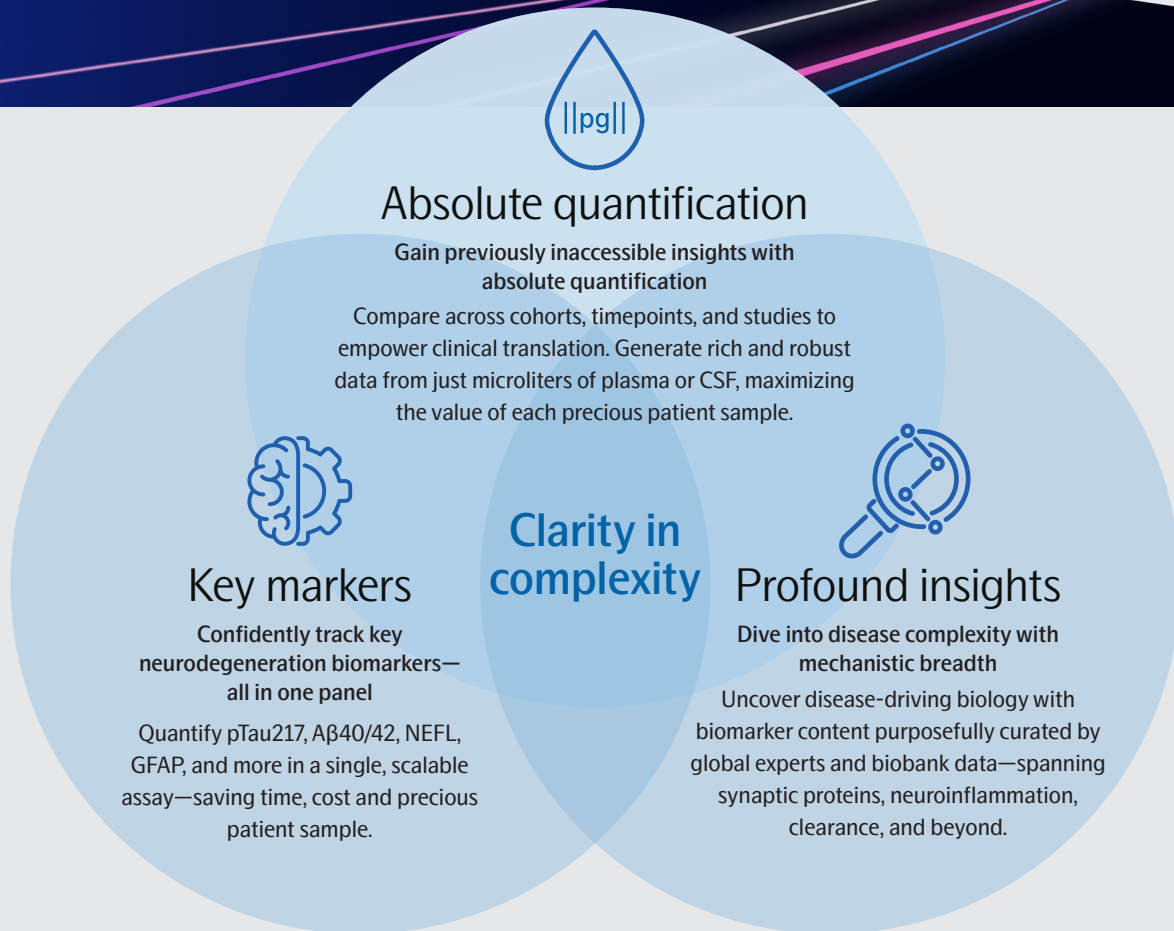 ||pg||
Absolute quantification
Gain previously inaccessible insights with
absolute quantification
Compare across cohorts, timepoints, and studies to
empower clinical translation. Generate rich and robust
data from just microliters of plasma or CSF, maximizing
the value of each precious patient sample.
Clarity in
complexity
Key markers
Confidently track key
neurodegeneration biomarkers—
all in one panel
Quantify pTau217, Aβ40/42, NEFL,
GFAP, and more in a single, scalable
assay—saving time, cost and precious
patient sample.
Profound insights
Dive into disease complexity with
mechanistic breadth
Uncover disease-driving biology with
biomarker content purposefully curated by
global experts and biobank data—spanning
synaptic proteins, neuroinflammation,
clearance, and beyond.